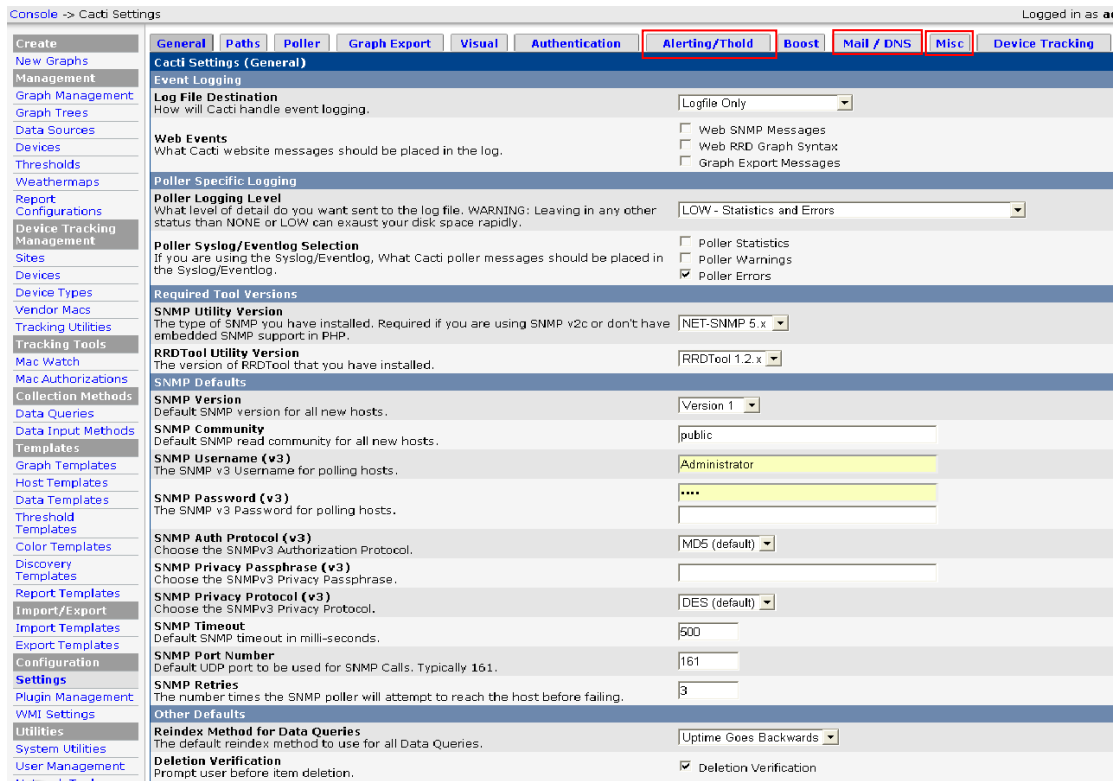 Console -> Cacti Settings
Logged in as
Create
New Graphs
Management
Graph Management
Graph Trees
Data Sources
Devices
Thresholds
Weathermaps
Report
Configurations
Device Tracking
Management
Sites
Devices
Device Types
Vendor Macs
Tracking Utilities
Tracking Tools
Mac Watch
Mac Authorizations
Collection Methods
Data Queries
Data Input Methods
Templates
Graph Templates
Host Templates
Data Templates
Threshold
Templates
Color Templates
Discovery
Templates
Report Templates
Import/Export
Import Templates
Export Templates
Configuration
Settings
Plugin Management
WMI Settings
Utilities
System Utilities
User Management
General Paths Poller Graph Export Visual Authentication Alerting/Thold Boost Mail / DNS Misc Device Tracking
Cacti Settings (General)
Event Logging
Log File Destination
How will Cacti handle event logging.
Logfile Only
Web Events
What Cacti website messages should be placed in the log.
Web SNMP Messages
Web RRD Graph Syntax
Graph Export Messages
Poller Specific Logging
Poller Logging Level
What level of detail do you want sent to the log file. WARNING: Leaving in any other
status than NONE or LOW can exaust your disk space rapidly.
LOW - Statistics and Errors
Poller Syslog/Eventlog Selection
If you are using the Syslog/Eventlog, What Cacti poller messages should be placed in
the Syslog/Eventlog.
Poller Statistics
Poller Warnings
Poller Errors
Required Tool Versions
SNMP Utility Version
The type of SNMP you have installed. Required if you are using SNMP v2c or don't have
embedded SNMP support in PHP.
NET-SNMP 5.x
RRDTool Utility Version
The version of RRDTool that you have installed.
RRDTool 1.2.x
SNMP Defaults
SNMP Version
Default SNMP version for all new hosts.
Version 1
SNMP Community
Default SNMP read community for all new hosts.
public
SNMP Username (v3)
The SNMP v3 Username for polling hosts.
Administrator
SNMP Password (v3)
The SNMP v3 Password for polling hosts.
••••
SNMP Auth Protocol (v3)
Choose the SNMPv3 Authorization Protocol.
MD5 (default)
SNMP Privacy Passphrase (v3)
Choose the SNMPv3 Privacy Passphrase.
SNMP Privacy Protocol (v3)
Choose the SNMPv3 Privacy Protocol.
DES (default)
SNMP Timeout
Default SNMP timeout in milli-seconds.
500
SNMP Port Number
Default UDP port to be used for SNMP Calls. Typically 161.
161
SNMP Retries
The number times the SNMP poller will attempt to reach the host before failing.
3
Other Defaults
Reindex Method for Data Queries
The default reindex method to use for all Data Queries.
Uptime Goes Backwards
Deletion Verification
Prompt user before item deletion.
Deletion Verification